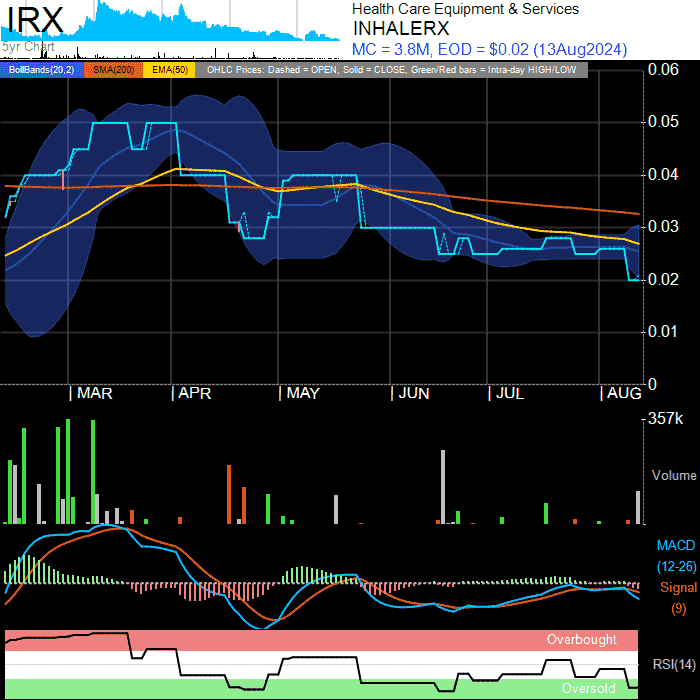 IRX
5yr Chart
Health Care Equipment & Services
INHALERX
MC = 3.8M, EOD = $0.02 (13Aug2024)
BollBands(20,2) SMA(200) EMA(50) OHLC Prices: Dashed = OPEN, Solid = CLOSE, Green/Red bars = Intra-day HIGH/LOW
0.06
0.05
0.04
0.03
0.02
0.01
0
MAR APR MAY JUN JUL AUG
357k
Volume
MACD
(12-26)
Signal
(9)
Overbought
RSI(14)
Oversold